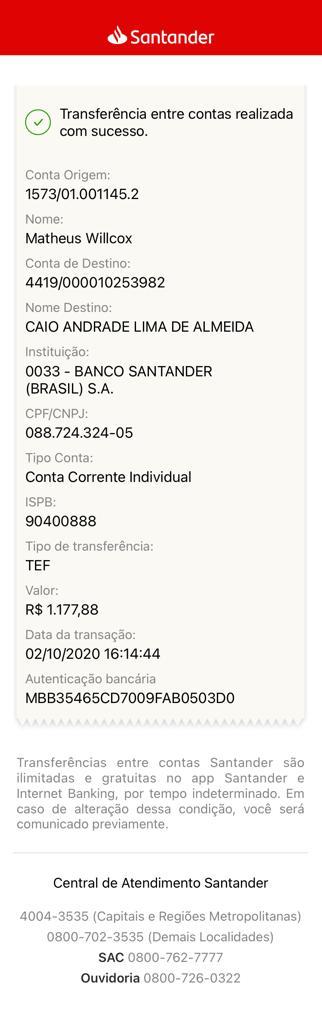 Santander
Transferência entre contas realizada
com sucesso.
Conta Origem:
1573/01.001145.2
Nome:
Matheus Willcox
Conta de Destino:
4419/000010253982
Nome Destino:
CAIO ANDRADE LIMA DE ALMEIDA
Instituição:
0033 - BANCO SANTANDER
(BRASIL) S.A.
CPF/CNPJ:
088.724.324-05
Tipo Conta:
Conta Corrente Individual
ISPB:
90400888
Tipo de transferência:
TEF
Valor:
R$ 1.177,88
Data da transação:
02/10/2020 16:14:44
Autenticação bancária
MBB35465CD7009FAB0503D0
Transferências entre contas Santander são
ilimitadas e gratuitas no app Santander e
Internet Banking, por tempo indeterminado. Em
caso de alteração dessa condição, você será
comunicado previamente.
Central de Atendimento Santander
4004-3535 (Capitais e Regiões Metropolitanas)
0800-702-3535 (Demais Localidades)
SAC 0800-762-7777
Ouvidoria 0800-726-0322